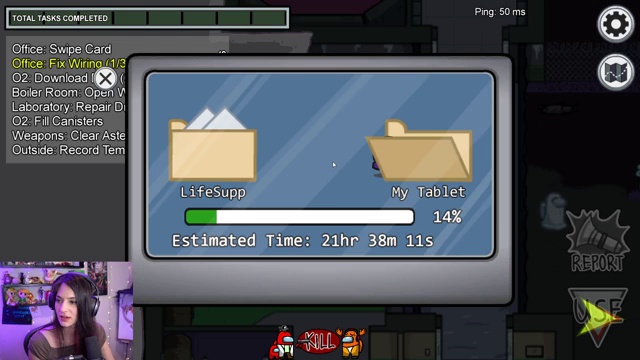 TOTAL TASKS COMPLETED
Ping: 50 ms
Office: Swipe Card
Office: Fix Wiring (1/3
O2: Download
Boiler Room: Open W
Laboratory: Repair D
O2: Fill Canisters
Weapons: Clear Aste
Outside: Record Tem
LifeSupp
My Tablet
14%
Estimated Time: 21hr 38m 11s
REPORT
USE
KILL